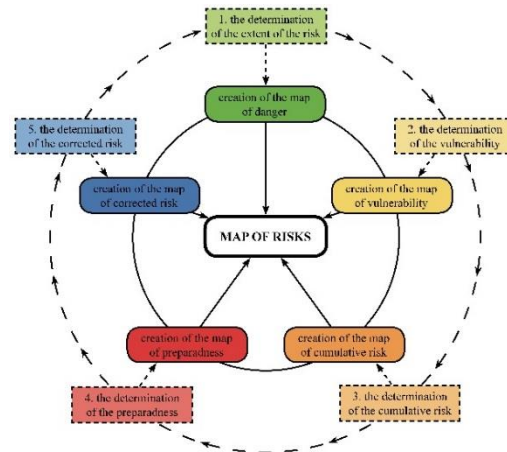 1. the determination
of the extent of the risk
creation of the map
of danger
5. the determination
of the corrected risk
2. the determination
of the vulnerability
creation of the map
of corrected risk
creation of the map
of vulnerability
MAP OF RISKS
creation of the map
of preparadness
creation of the map
of cumulative risk
4. the determination
of the preparadness
3. the determination
of the cumulative risk